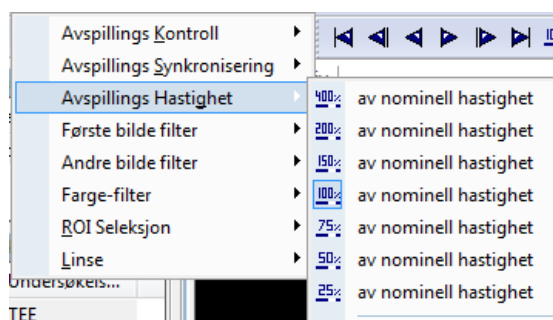 Avspillings Kontroll
Avspillings Synkronisering
Avspillings Hastighet
Første bilde filter
Andre bilde filter
Farge-filter
ROI Seleksjon
Linse
400% av nominell hastighet
200% av nominell hastighet
150% av nominell hastighet
100% av nominell hastighet
75% av nominell hastighet
50% av nominell hastighet
25% av nominell hastighet
Undersøkels...
TEE